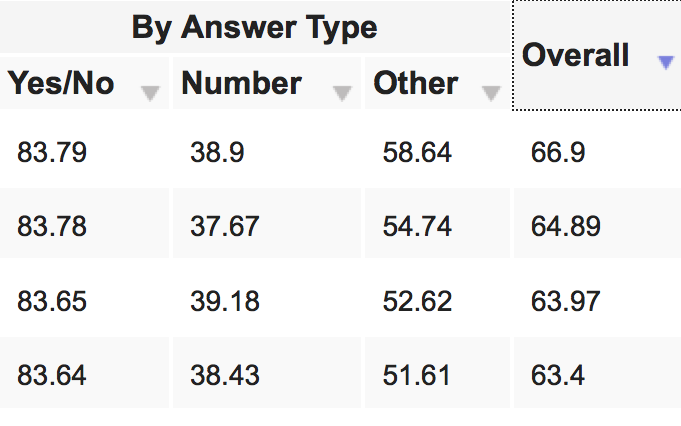 By Answer Type
Overall
Yes/No Number Other
83.79 38.9 58.64 66.9
83.78 37.67 54.74 64.89
83.65 39.18 52.62 63.97
83.64 38.43 51.61 63.4